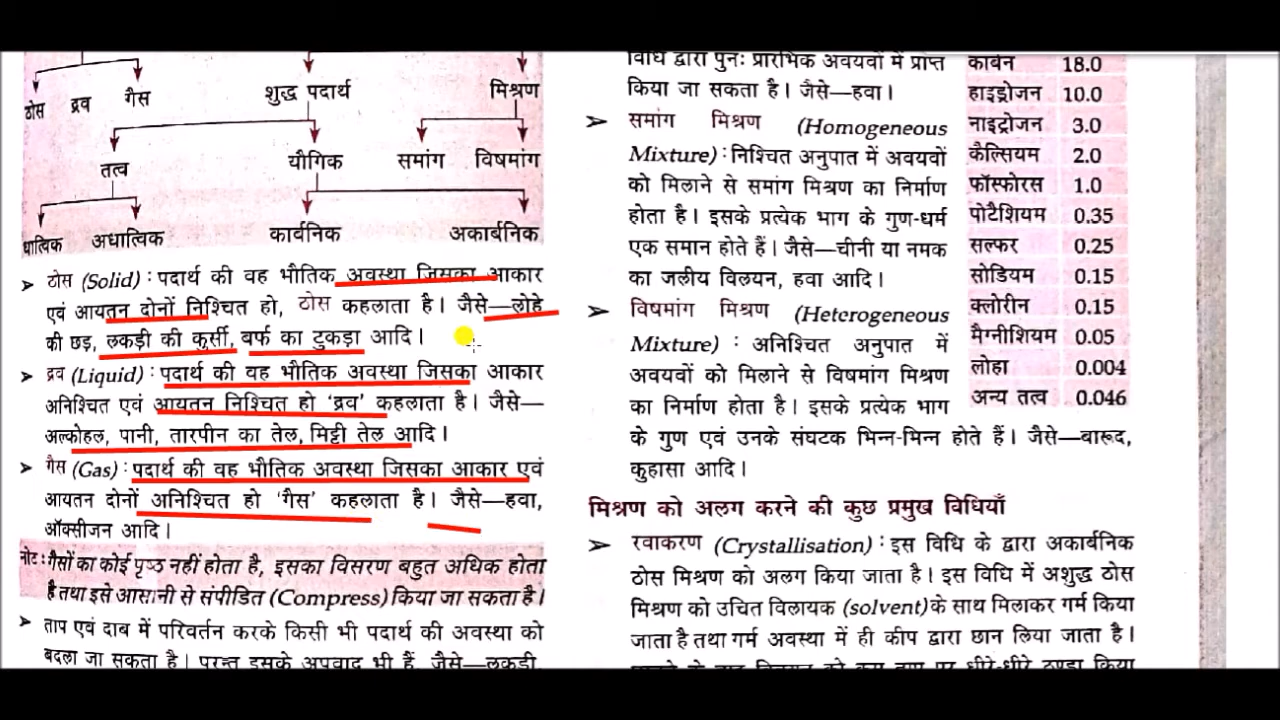 ठोस द्रव गैस शुद्ध पदार्थ मिश्रण
तत्व यौगिक समांग विषमांग
धात्विक अधात्विक कार्वनिक अकार्बनिक
➤ ठोस (Solid) : पदार्थ की वह भौतिक अवस्था जिसका आकार
एवं आयतन दोनों निश्चित हो, ठोस कहलाता है। जैसे—लोहे
की छड़, लकड़ी की कुर्सी, बर्फ का टुकड़ा आदि।
➤ द्रव (Liquid) : पदार्थ की वह भौतिक अवस्था जिसका आकार
अनिश्चित एवं आयतन निश्चित हो ‘द्रव’ कहलाता है। जैसे—
अल्कोहल, पानी, तारपीन का तेल, मिट्टी तेल आदि।
➤ गैस (Gas) : पदार्थ की वह भौतिक अवस्था जिसका आकार एवं
आयतन दोनों अनिश्चित हो ‘गैस’ कहलाता है। जैसे—हवा,
ऑक्सीजन आदि।
नोट : गैसों का कोई पृष्ठ नहीं होता है, इसका विसरण बहुत अधिक होता
है तथा इसे आसानी से संपीडित (Compress) किया जा सकता है।
➤ ताप एवं दाब में परिवर्तन करके किसी भी पदार्थ की अवस्था को
बदला जा सकता है। परन्तु इसके अपवाद भी हैं, जैसे—लकड़ी,
विधि द्वारा पुनः प्रारंभिक अवयवों में प्राप्त
किया जा सकता है। जैसे—हवा।
➤ समांग मिश्रण (Homogeneous
Mixture) : निश्चित अनुपात में अवयवों
को मिलाने से समांग मिश्रण का निर्माण
होता है। इसके प्रत्येक भाग के गुण-धर्म
एक समान होते हैं। जैसे—चीनी या नमक
का जलीय विलयन, हवा आदि।
➤ विषमांग मिश्रण (Heterogeneous
Mixture) : अनिश्चित अनुपात में
अवयवों को मिलाने से विषमांग मिश्रण
का निर्माण होता है। इसके प्रत्येक भाग
के गुण एवं उनके संघटक भिन्न-भिन्न होते हैं। जैसे—बारूद,
कुहासा आदि।
कार्बन 18.0
हाइड्रोजन 10.0
नाइट्रोजन 3.0
कैल्सियम 2.0
फॉस्फोरस 1.0
पोटैशियम 0.35
सल्फर 0.25
सोडियम 0.15
क्लोरीन 0.15
मैग्नीशियम 0.05
लोहा 0.004
अन्य तत्व 0.046
मिश्रण को अलग करने की कुछ प्रमुख विधियाँ
➤ रवाकरण (Crystallisation) : इस विधि के द्वारा अकार्बनिक
ठोस मिश्रण को अलग किया जाता है। इस विधि में अशुद्ध ठोस
मिश्रण को उचित विलायक (solvent) के साथ मिलाकर गर्म किया
जाता है तथा गर्म अवस्था में ही कीप द्वारा छान लिया जाता है।